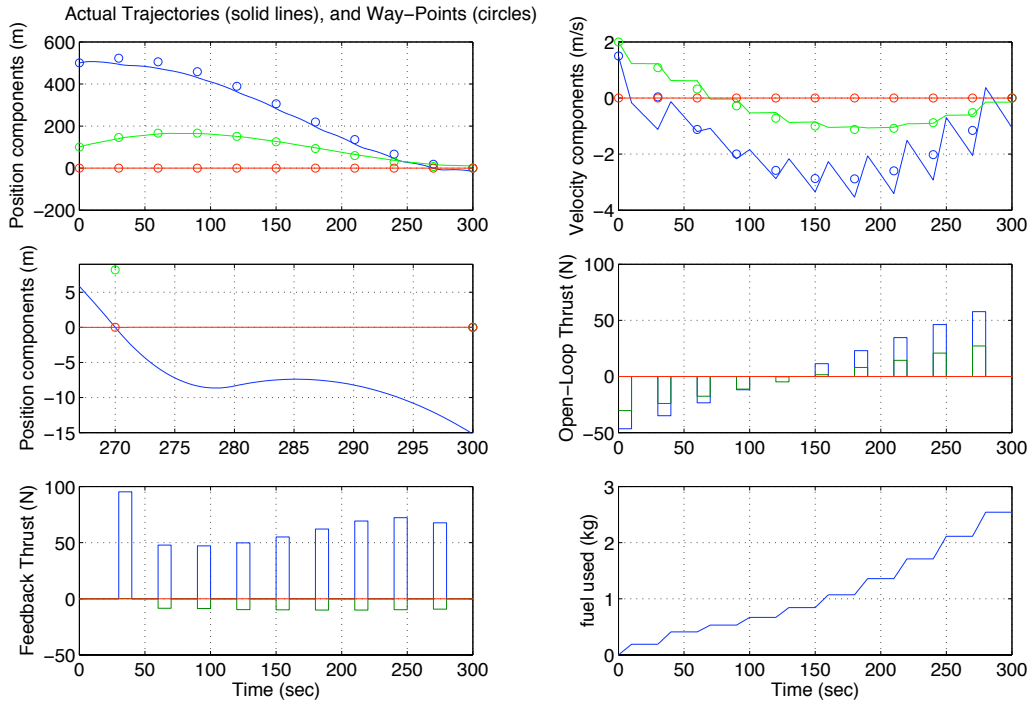 Actual Trajectories (solid lines), and Way−Points (circles)
Position components (m)
600
400
200
0
−200
0 50 100 150 200 250 300
Velocity components (m/s)
2
0
−2
−4
0 50 100 150 200 250 300
Position components (m)
5
0
−5
−10
−15
270 275 280 285 290 295 300
Open−Loop Thrust (N)
100
50
0
−50
0 50 100 150 200 250 300
Feedback Thrust (N)
100
50
0
−50
0 50 100 150 200 250 300
Time (sec)
fuel used (kg)
3
2
1
0
0 50 100 150 200 250 300
Time (sec)